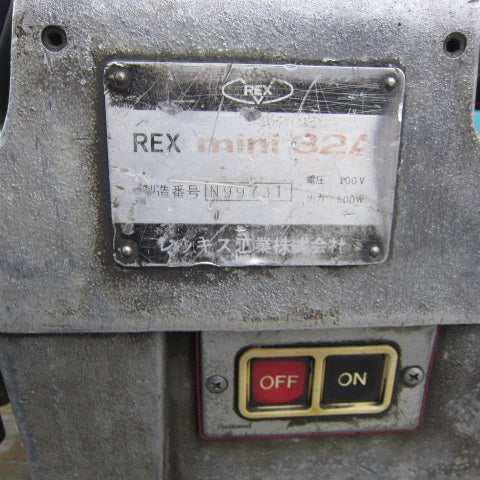 REX
REX mini 32A
製造番号 N99731
電圧 100V
出力 500W
レッキス工業株式会社
OFF ON
National